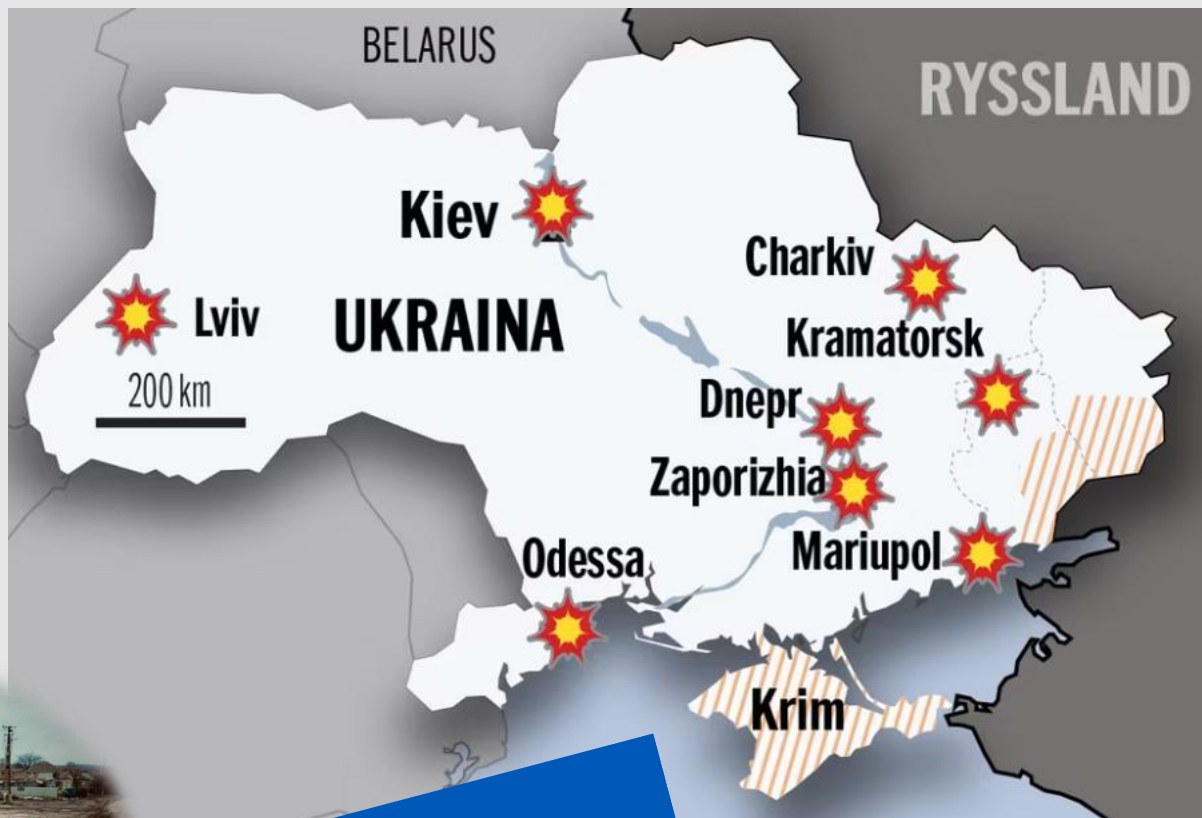 BELARUS
RYSSLAND
Kiev
Charkiv
Lviv
UKRAINA
Kramatorsk
200 km
Dnepr
Zaporizhia
Odessa
Mariupol
Krim